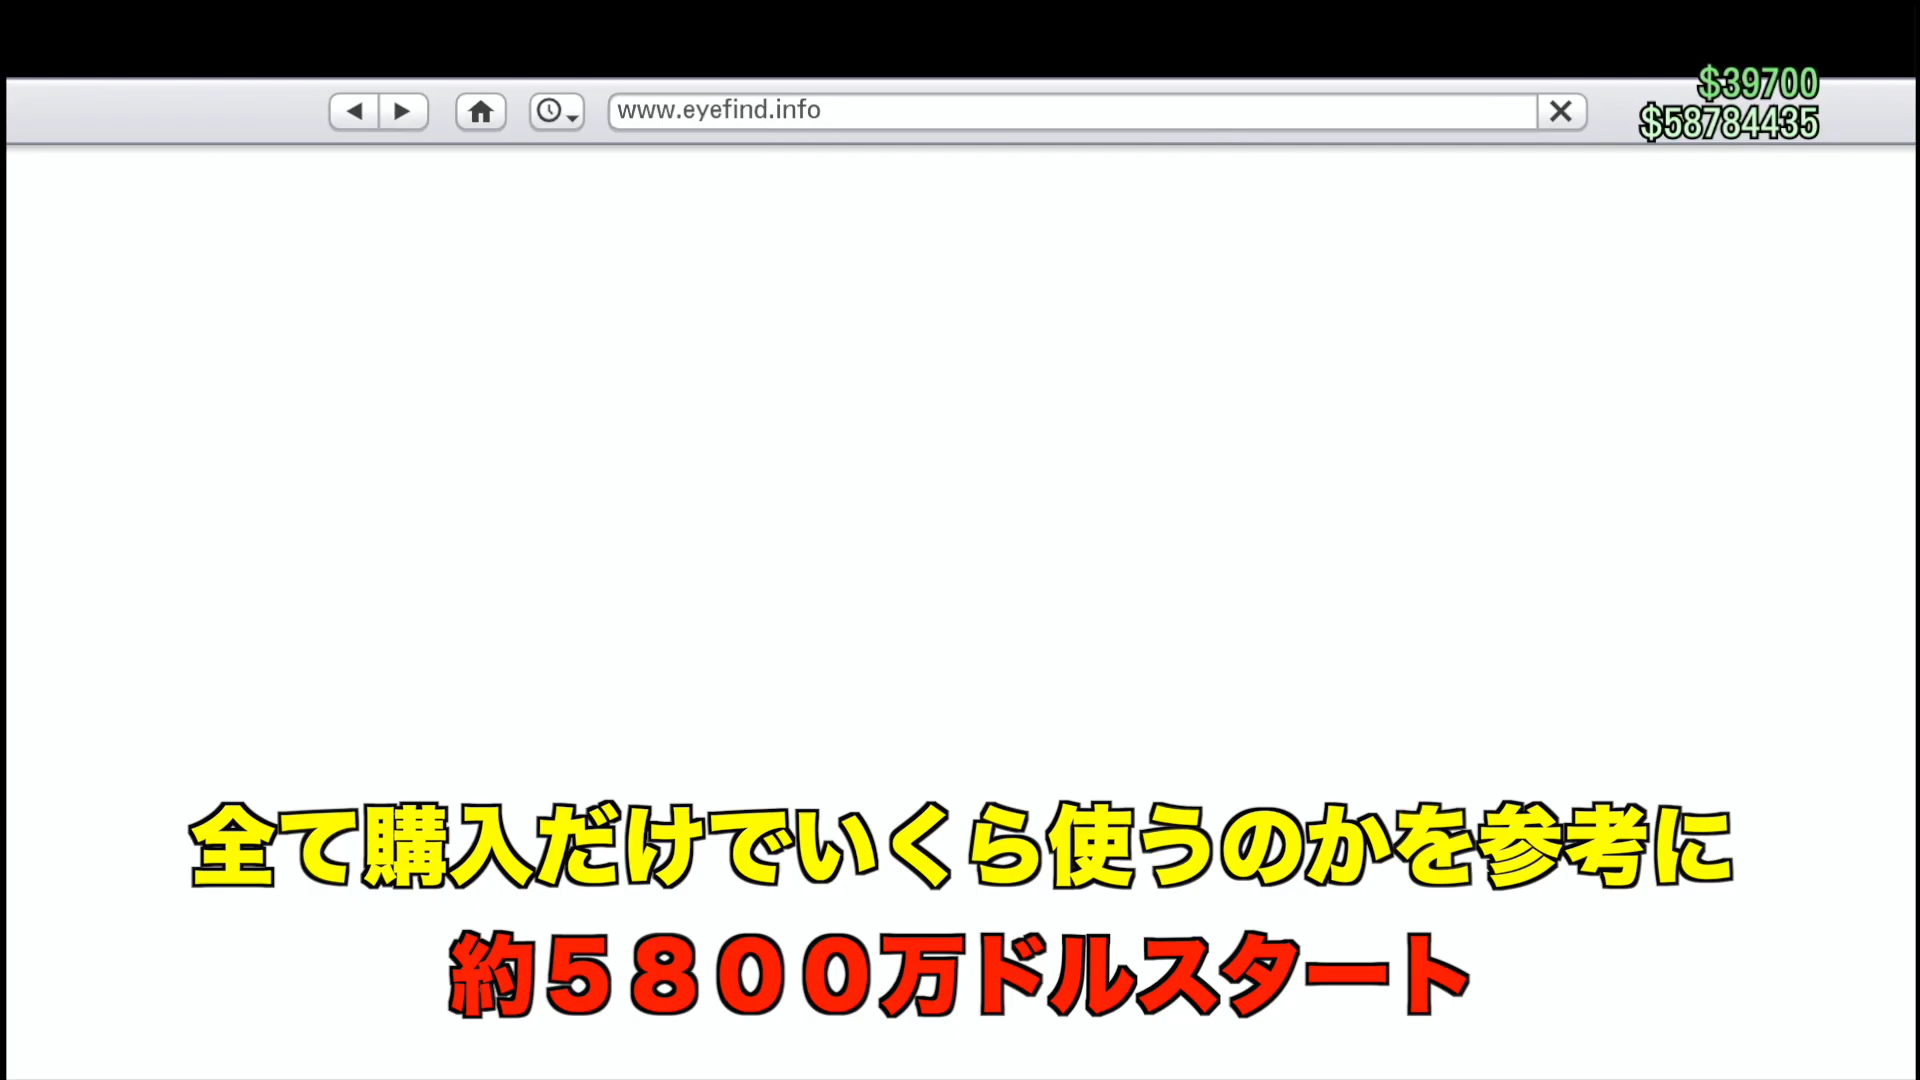 www.eyefind.info
$39700
$58784435
全て購入だけでいくら使うのかを参考に
約５８００万ドルスタート